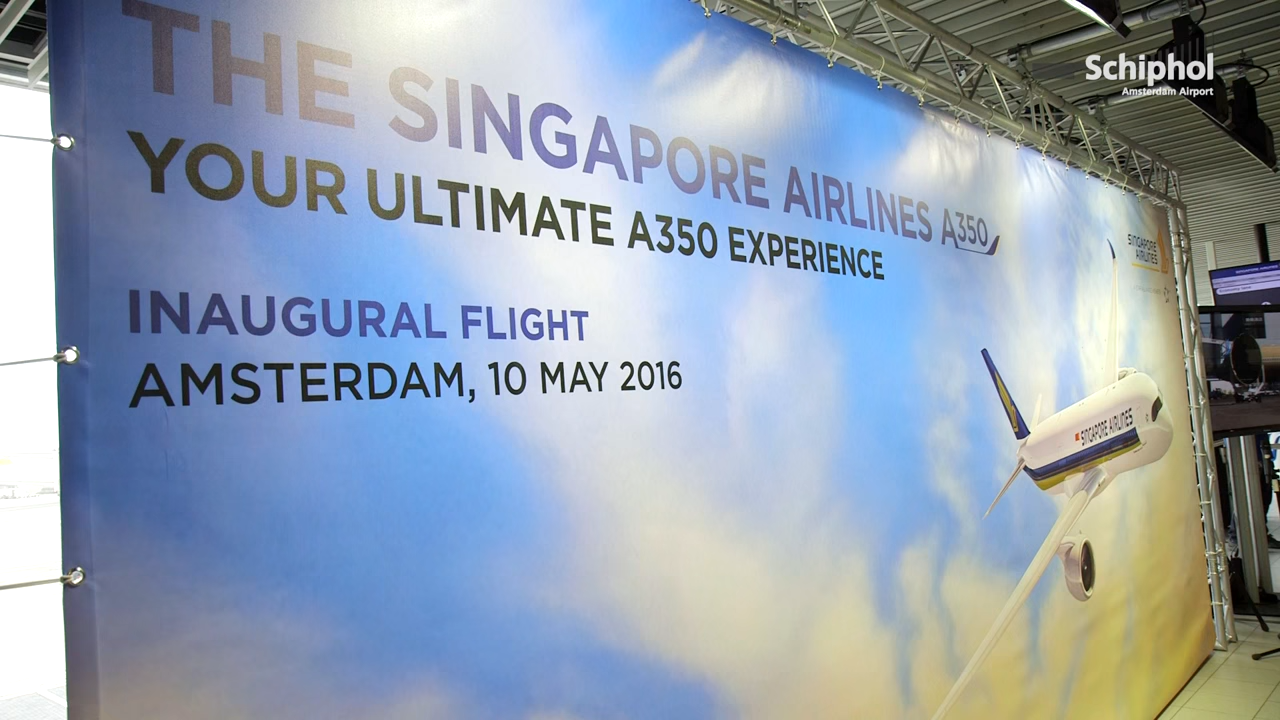 Schiphol
Amsterdam Airport
THE SINGAPORE AIRLINES A350
YOUR ULTIMATE A350 EXPERIENCE
INAUGURAL FLIGHT
AMSTERDAM, 10 MAY 2016
SINGAPORE
AIRLINES
SINGAPORE AIRLINES